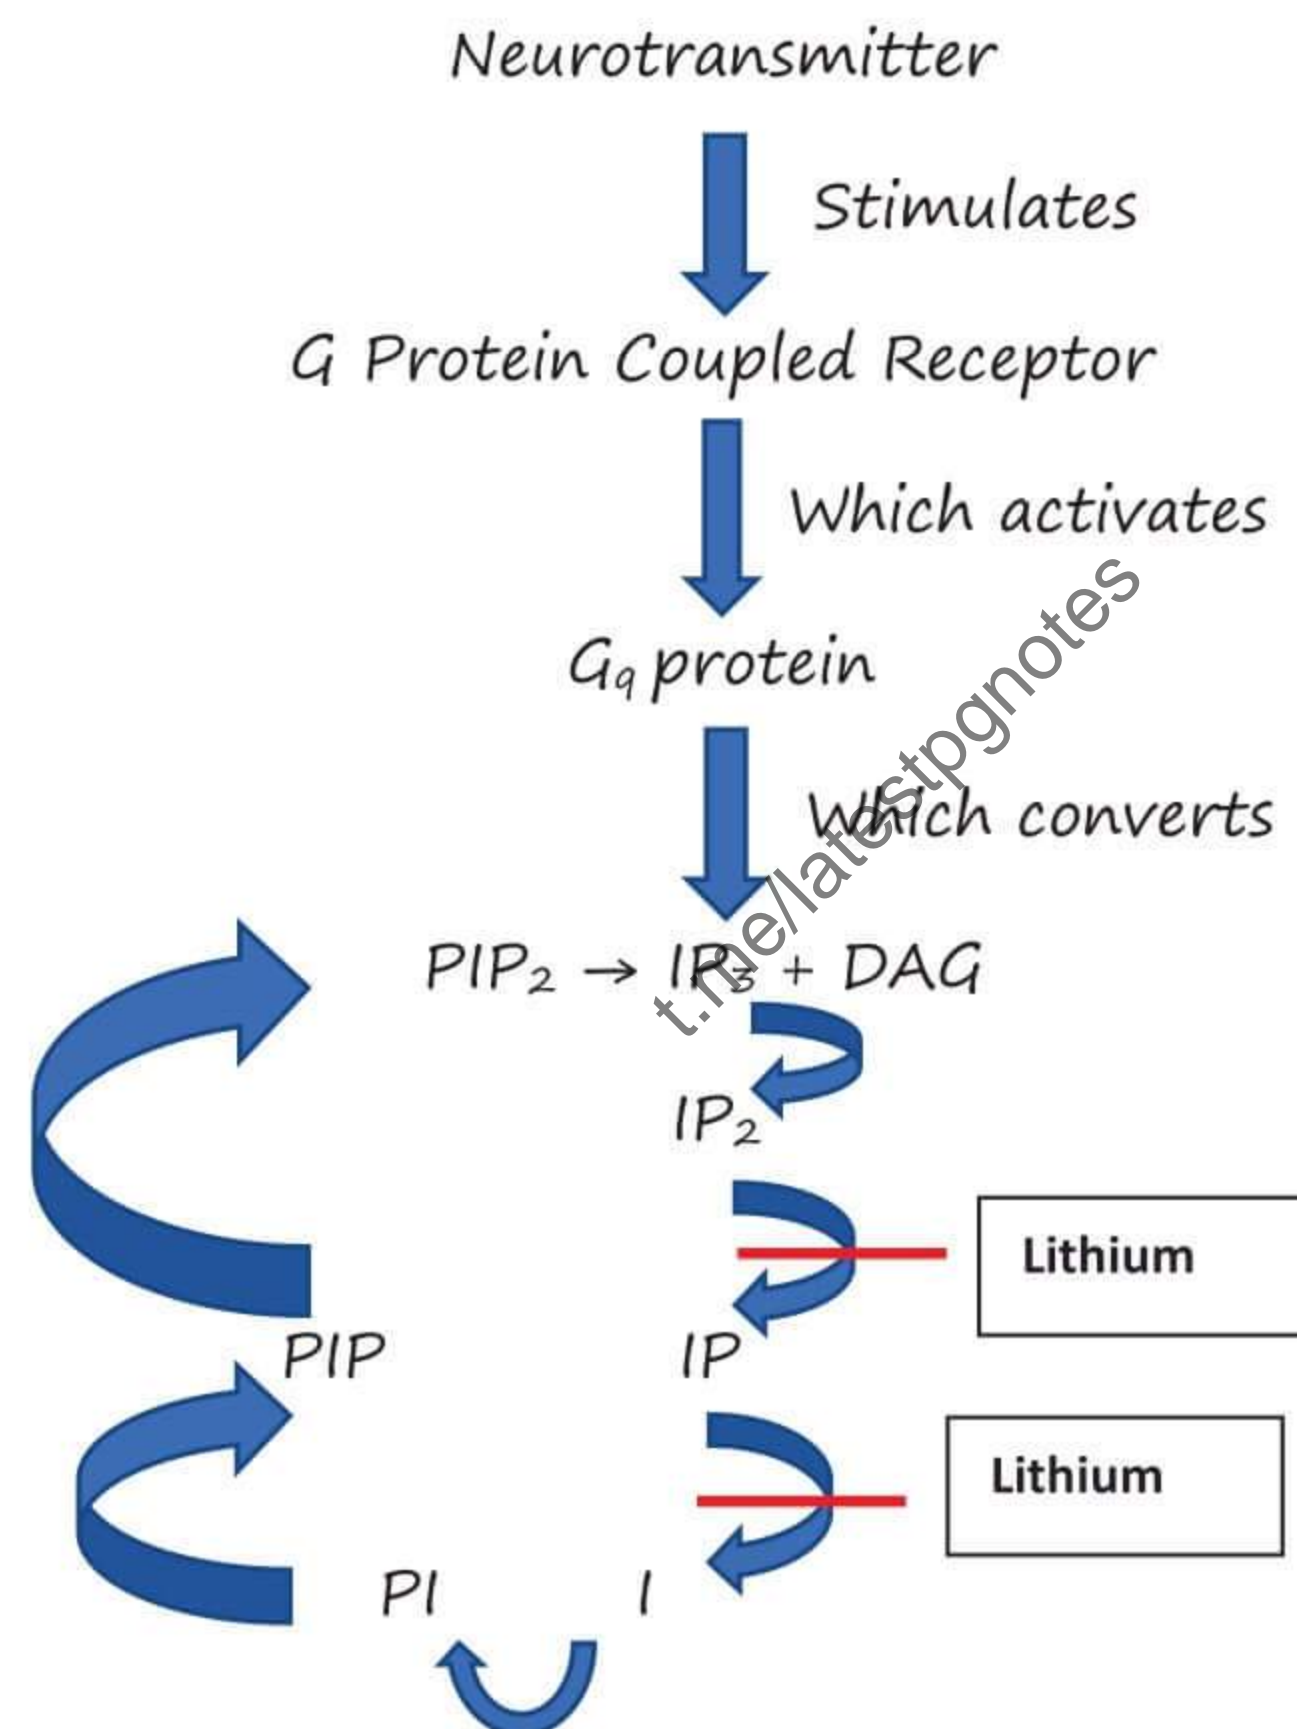 Neurotransmitter
Stimulates
G Protein Coupled Receptor
Which activates
Gq protein
Which converts
t.me/latestpgnotes
PIP₂ → IP₃ + DAG
IP₂
Lithium
PIP
IP
Lithium
PI
I